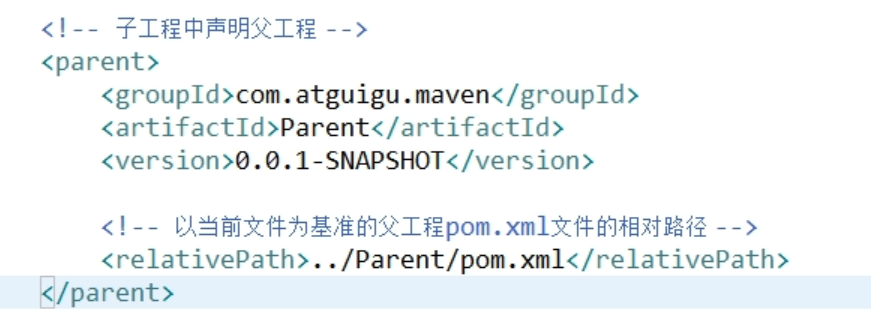 <!-- 子工程中声明父工程 -->
<parent>
<groupId>com.atguigu.maven</groupId>
<artifactId>Parent</artifactId>
<version>0.0.1-SNAPSHOT</version>
<!-- 以当前文件为基准的父工程pom.xml文件的相对路径 -->
<relativePath>../Parent/pom.xml</relativePath>
</parent>